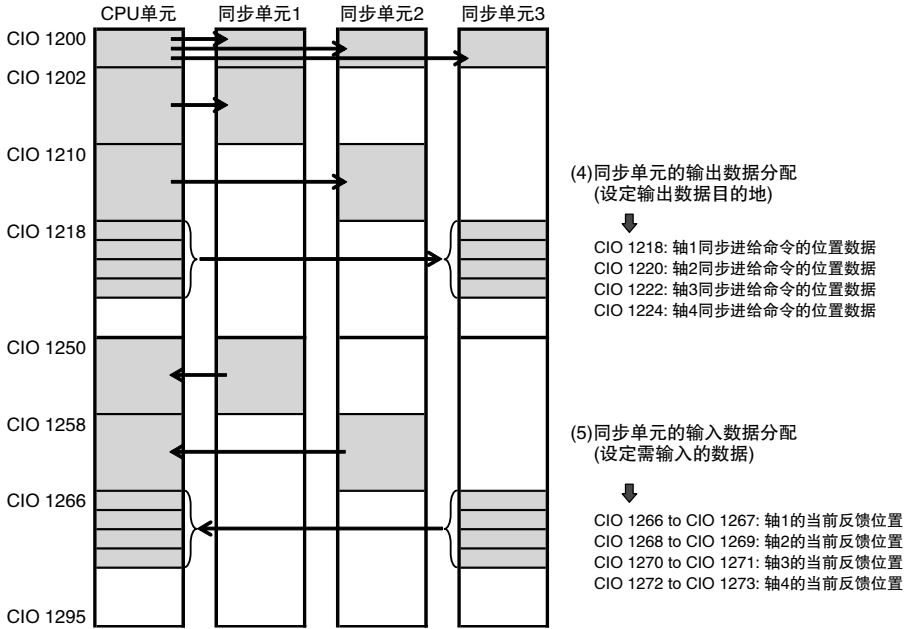 CPU单元 同步单元1 同步单元2 同步单元3
CIO 1200
CIO 1202
CIO 1210
CIO 1218
CIO 1250
CIO 1258
CIO 1266
CIO 1295
(4)同步单元的输出数据分配
(设定输出数据目的地)
CIO 1218: 轴1同步进给命令的位置数据
CIO 1220: 轴2同步进给命令的位置数据
CIO 1222: 轴3同步进给命令的位置数据
CIO 1224: 轴4同步进给命令的位置数据
(5)同步单元的输入数据分配
(设定需输入的数据)
CIO 1266 to CIO 1267: 轴1的当前反馈位置
CIO 1268 to CIO 1269: 轴2的当前反馈位置
CIO 1270 to CIO 1271: 轴3的当前反馈位置
CIO 1272 to CIO 1273: 轴4的当前反馈位置